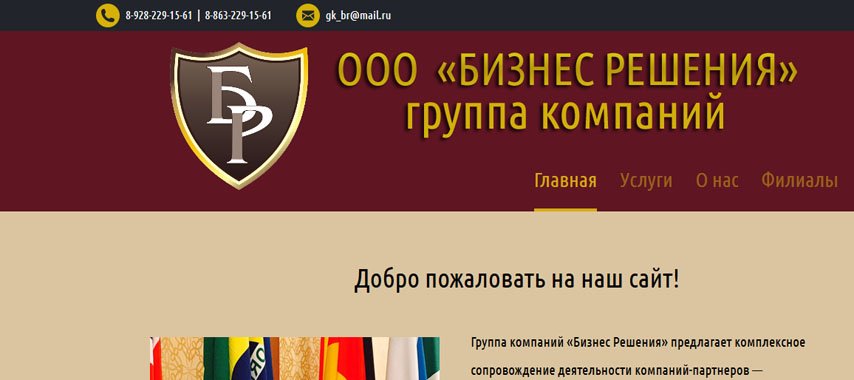 8-928-229-15-61 | 8-863-229-15-61 gk_br@mail.ru
БР
ООО «БИЗНЕС РЕШЕНИЯ»
группа компаний
Главная Услуги О нас Филиалы
Добро пожаловать на наш сайт!
Группа компаний «Бизнес Решения» предлагает комплексное
сопровождение деятельности компаний-партнеров —